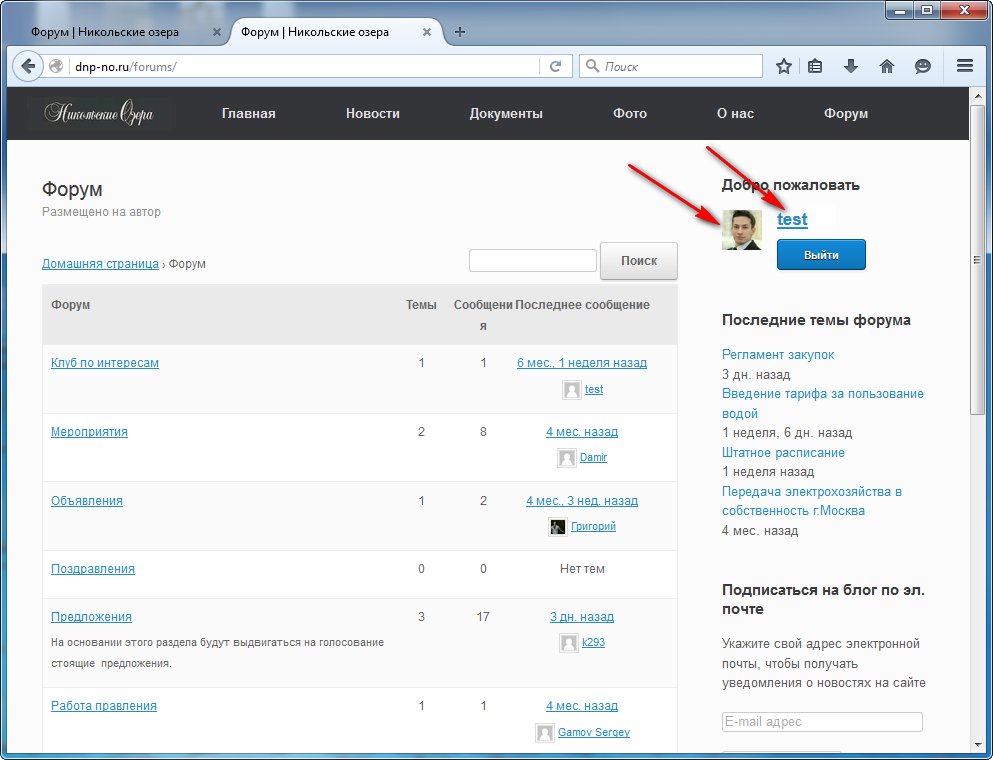 Форум | Никольские озера
Форум | Никольские озера
dnp-no.ru/forums/
Поиск
Никольские Озера
Главная
Новости
Документы
Фото
О нас
Форум
Форум
Размещено на автор
Домашняя страница › Форум
Поиск
Форум
Темы
Сообщени
я
Последнее сообщение
Клуб по интересам
1
1
6 мес., 1 неделя назад
test
Мероприятия
2
8
4 мес. назад
Damir
Объявления
1
2
4 мес., 3 нед. назад
Григорий
Поздравления
0
0
Нет тем
Предложения
3
17
3 дн. назад
На основании этого раздела будут выдвигаться на голосование
стоящие предложения.
k293
Работа правления
1
1
4 мес. назад
Gamov Sergey
Добро пожаловать
test
Выйти
Последние темы форума
Регламент закупок
3 дн. назад
Введение тарифа за пользование
водой
1 неделя, 6 дн. назад
Штатное расписание
1 неделя назад
Передача электрохозяйства в
собственность г.Москва
4 мес. назад
Подписаться на блог по эл.
почте
Укажите свой адрес электронной
почты, чтобы получать
уведомления о новостях на сайте
E-mail адрес